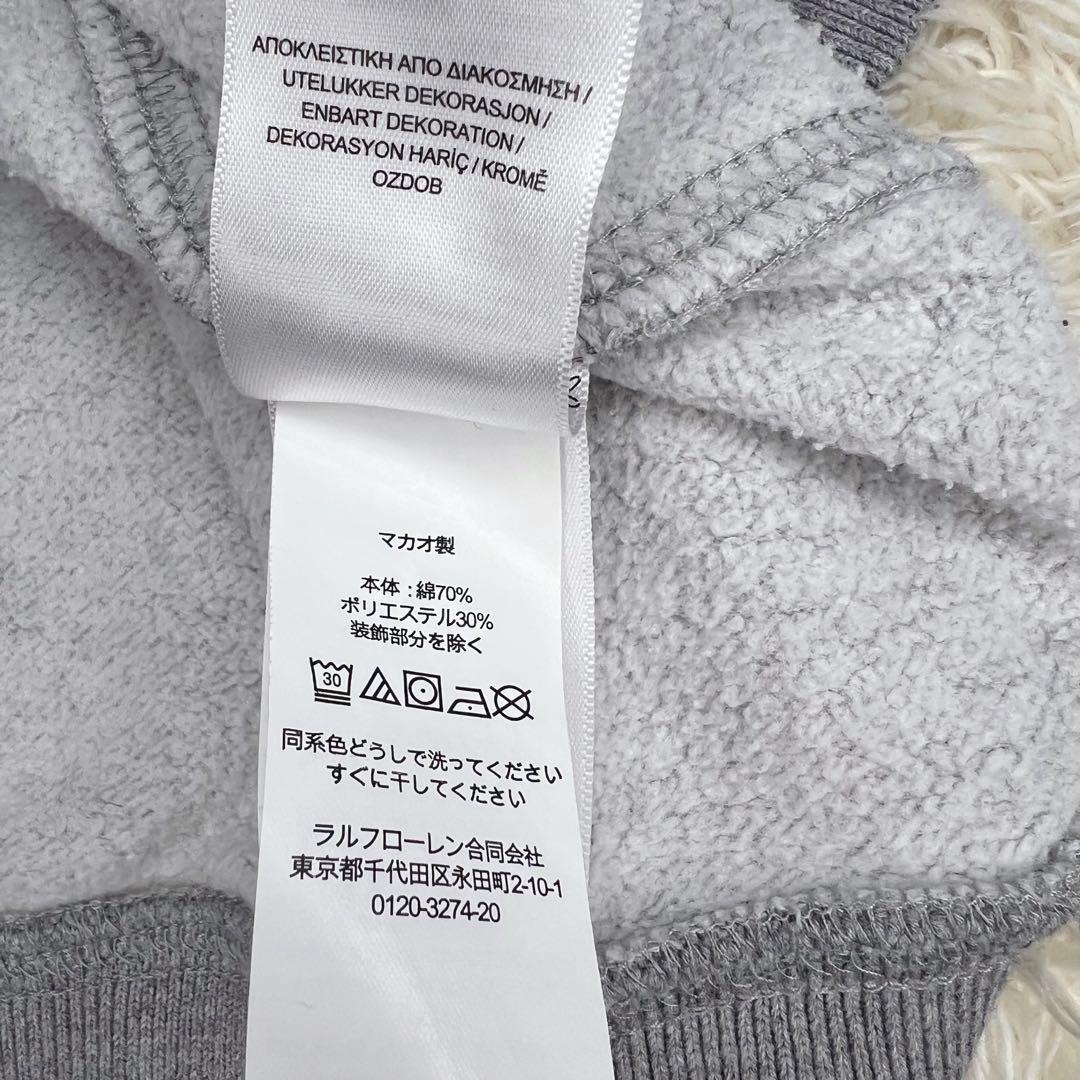 ΑΠΟΚΛΕΙΣΤΙΚΗ ΑΠΟ ΔΙΑΚΟΣΜΗΣΗ /
UTELUKKER DEKORASJON /
ENBART DEKORATION /
DEKORASYON HARİÇ / KROMĚ
OZDOB
マカオ製
本体 : 綿70%
ポリエステル30%
装飾部分を除く
30
同系色どうしで洗ってください
すぐに干してください
ラルフローレン合同会社
東京都千代田区永田町2-10-1
0120-3274-20